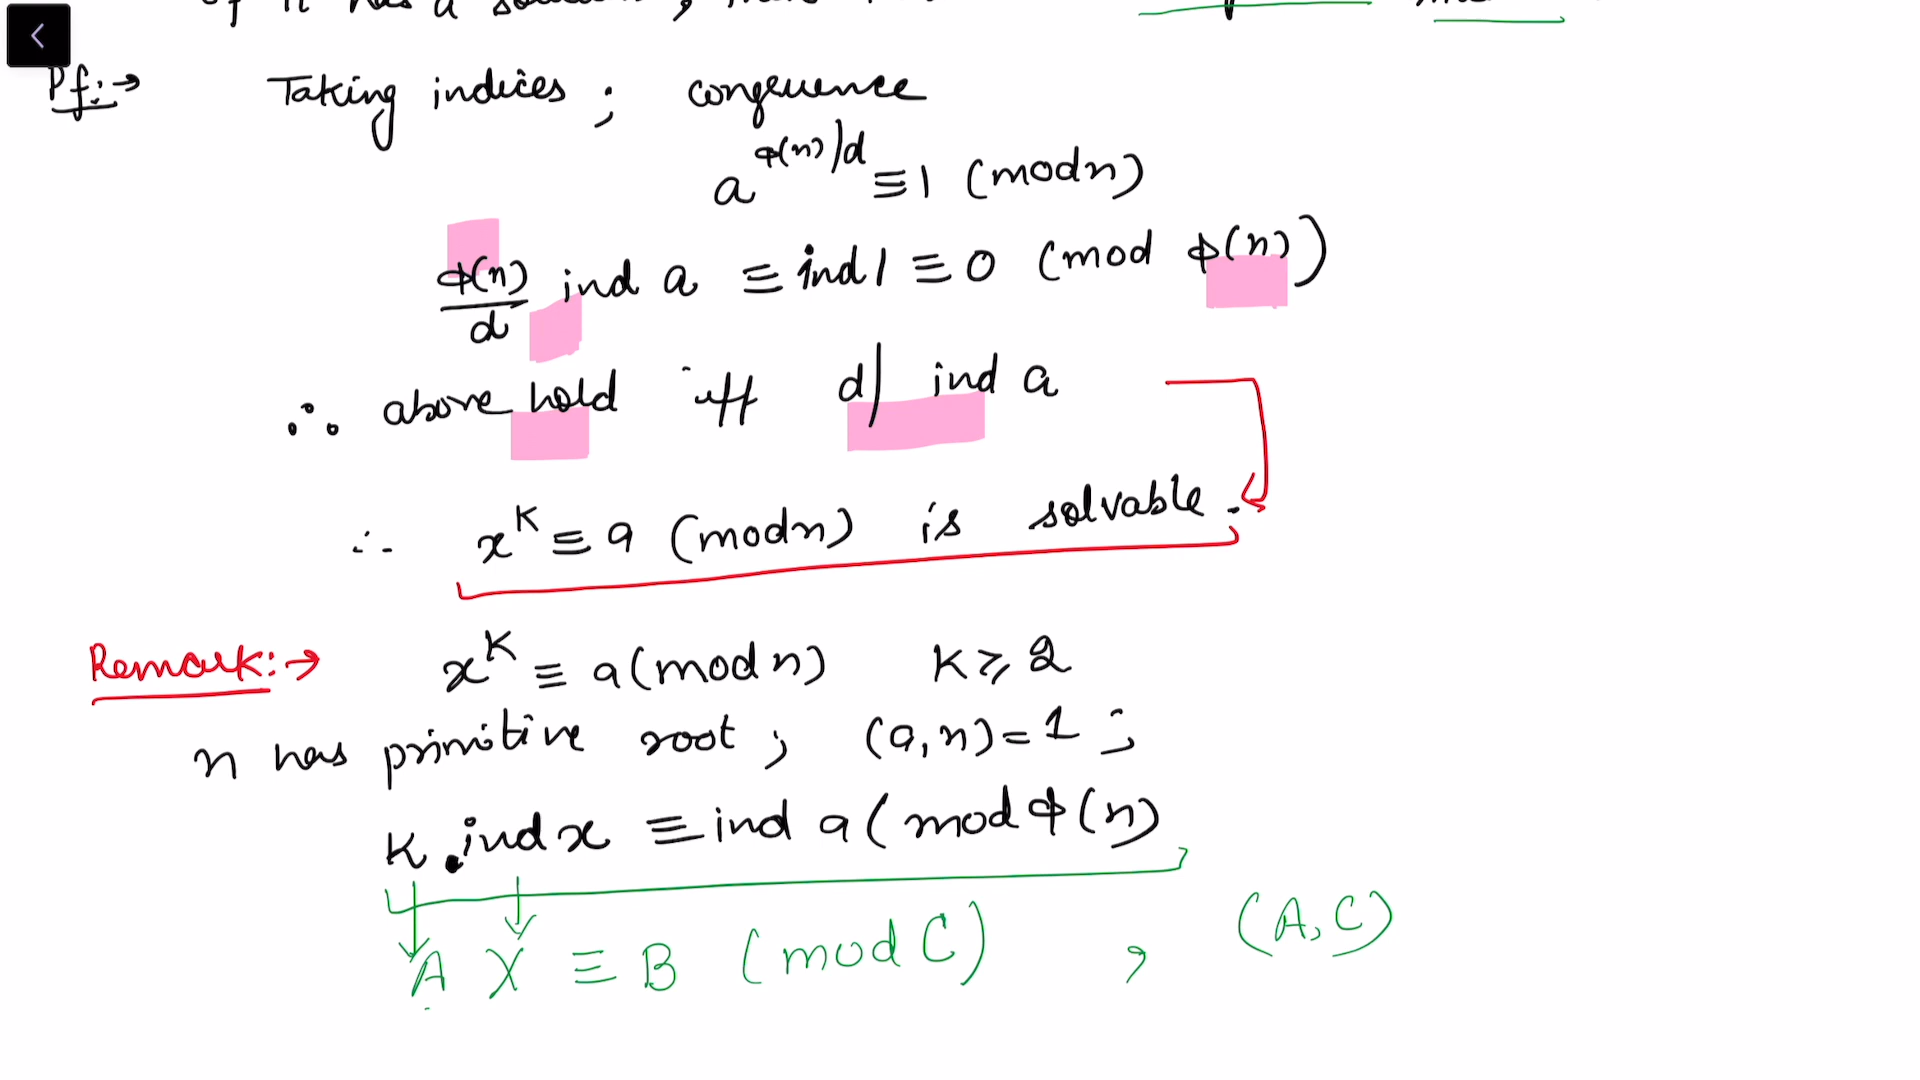 Pf:→ Taking indices ; congruence
a^{φ(n)/d} ≡ 1 (mod n)
φ(n)/d ind a ≡ ind 1 ≡ 0 (mod φ(n))
∴ above hold iff d| ind a
∴ x^K ≡ a (mod n) is solvable.
Remark:→ x^K ≡ a (mod n) K ≥ 2
n has primitive root ; (a,n)=1 ;
K . ind x ≡ ind a (mod φ(n)
A X ≡ B (mod C) , (A,C)